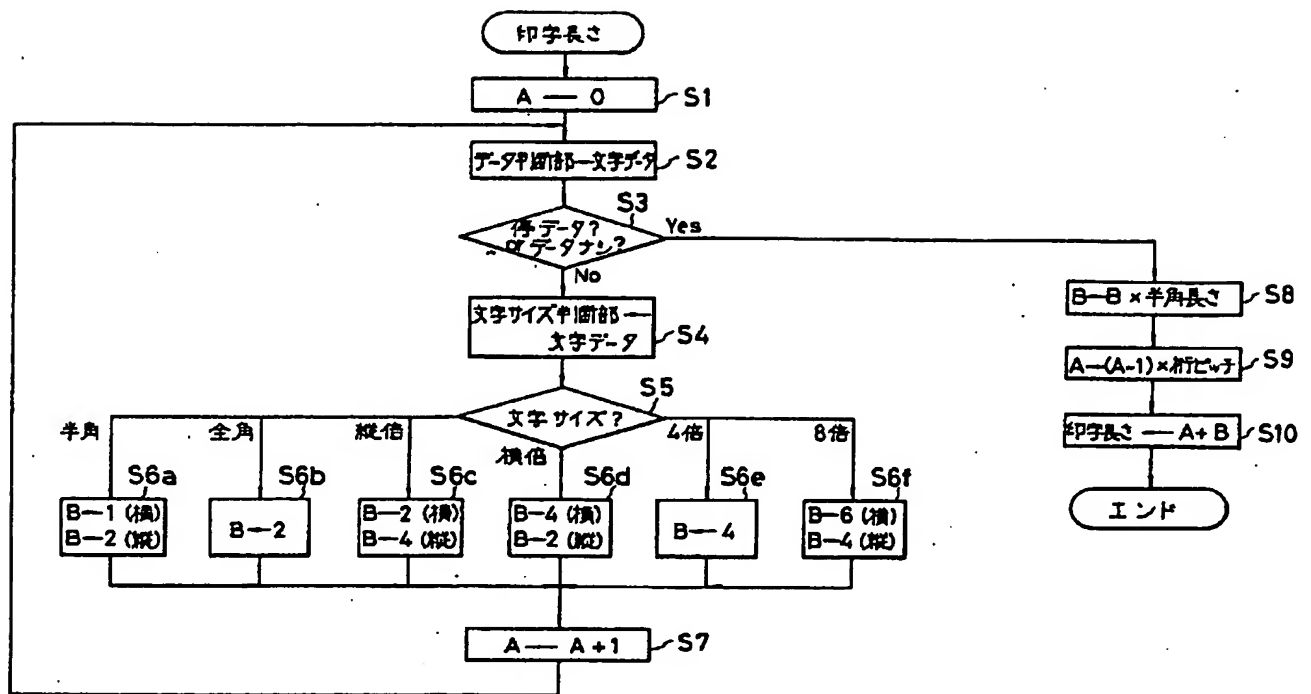 印字長さ
A ― 0
S1
データ判断部―文字データ
S2
S3
停データ?
or データナシ?
Yes
No
文字サイズ判断部―
文字データ
S4
B―B×半角長さ
S8
A―(A-1)×桁ピッチ
S9
印字長さ ― A+B
S10
エンド
S5
文字サイズ?
半角
全角
縦倍
横倍
4倍
8倍
S6a
S6b
S6c
S6d
S6e
S6f
B―1(横)
B―2(縦)
B←2
B―2(横)
B―4(縦)
B―4(横)
B―2(縦)
B←4
B―6(横)
B―4(縦)
A ― A+1
S7